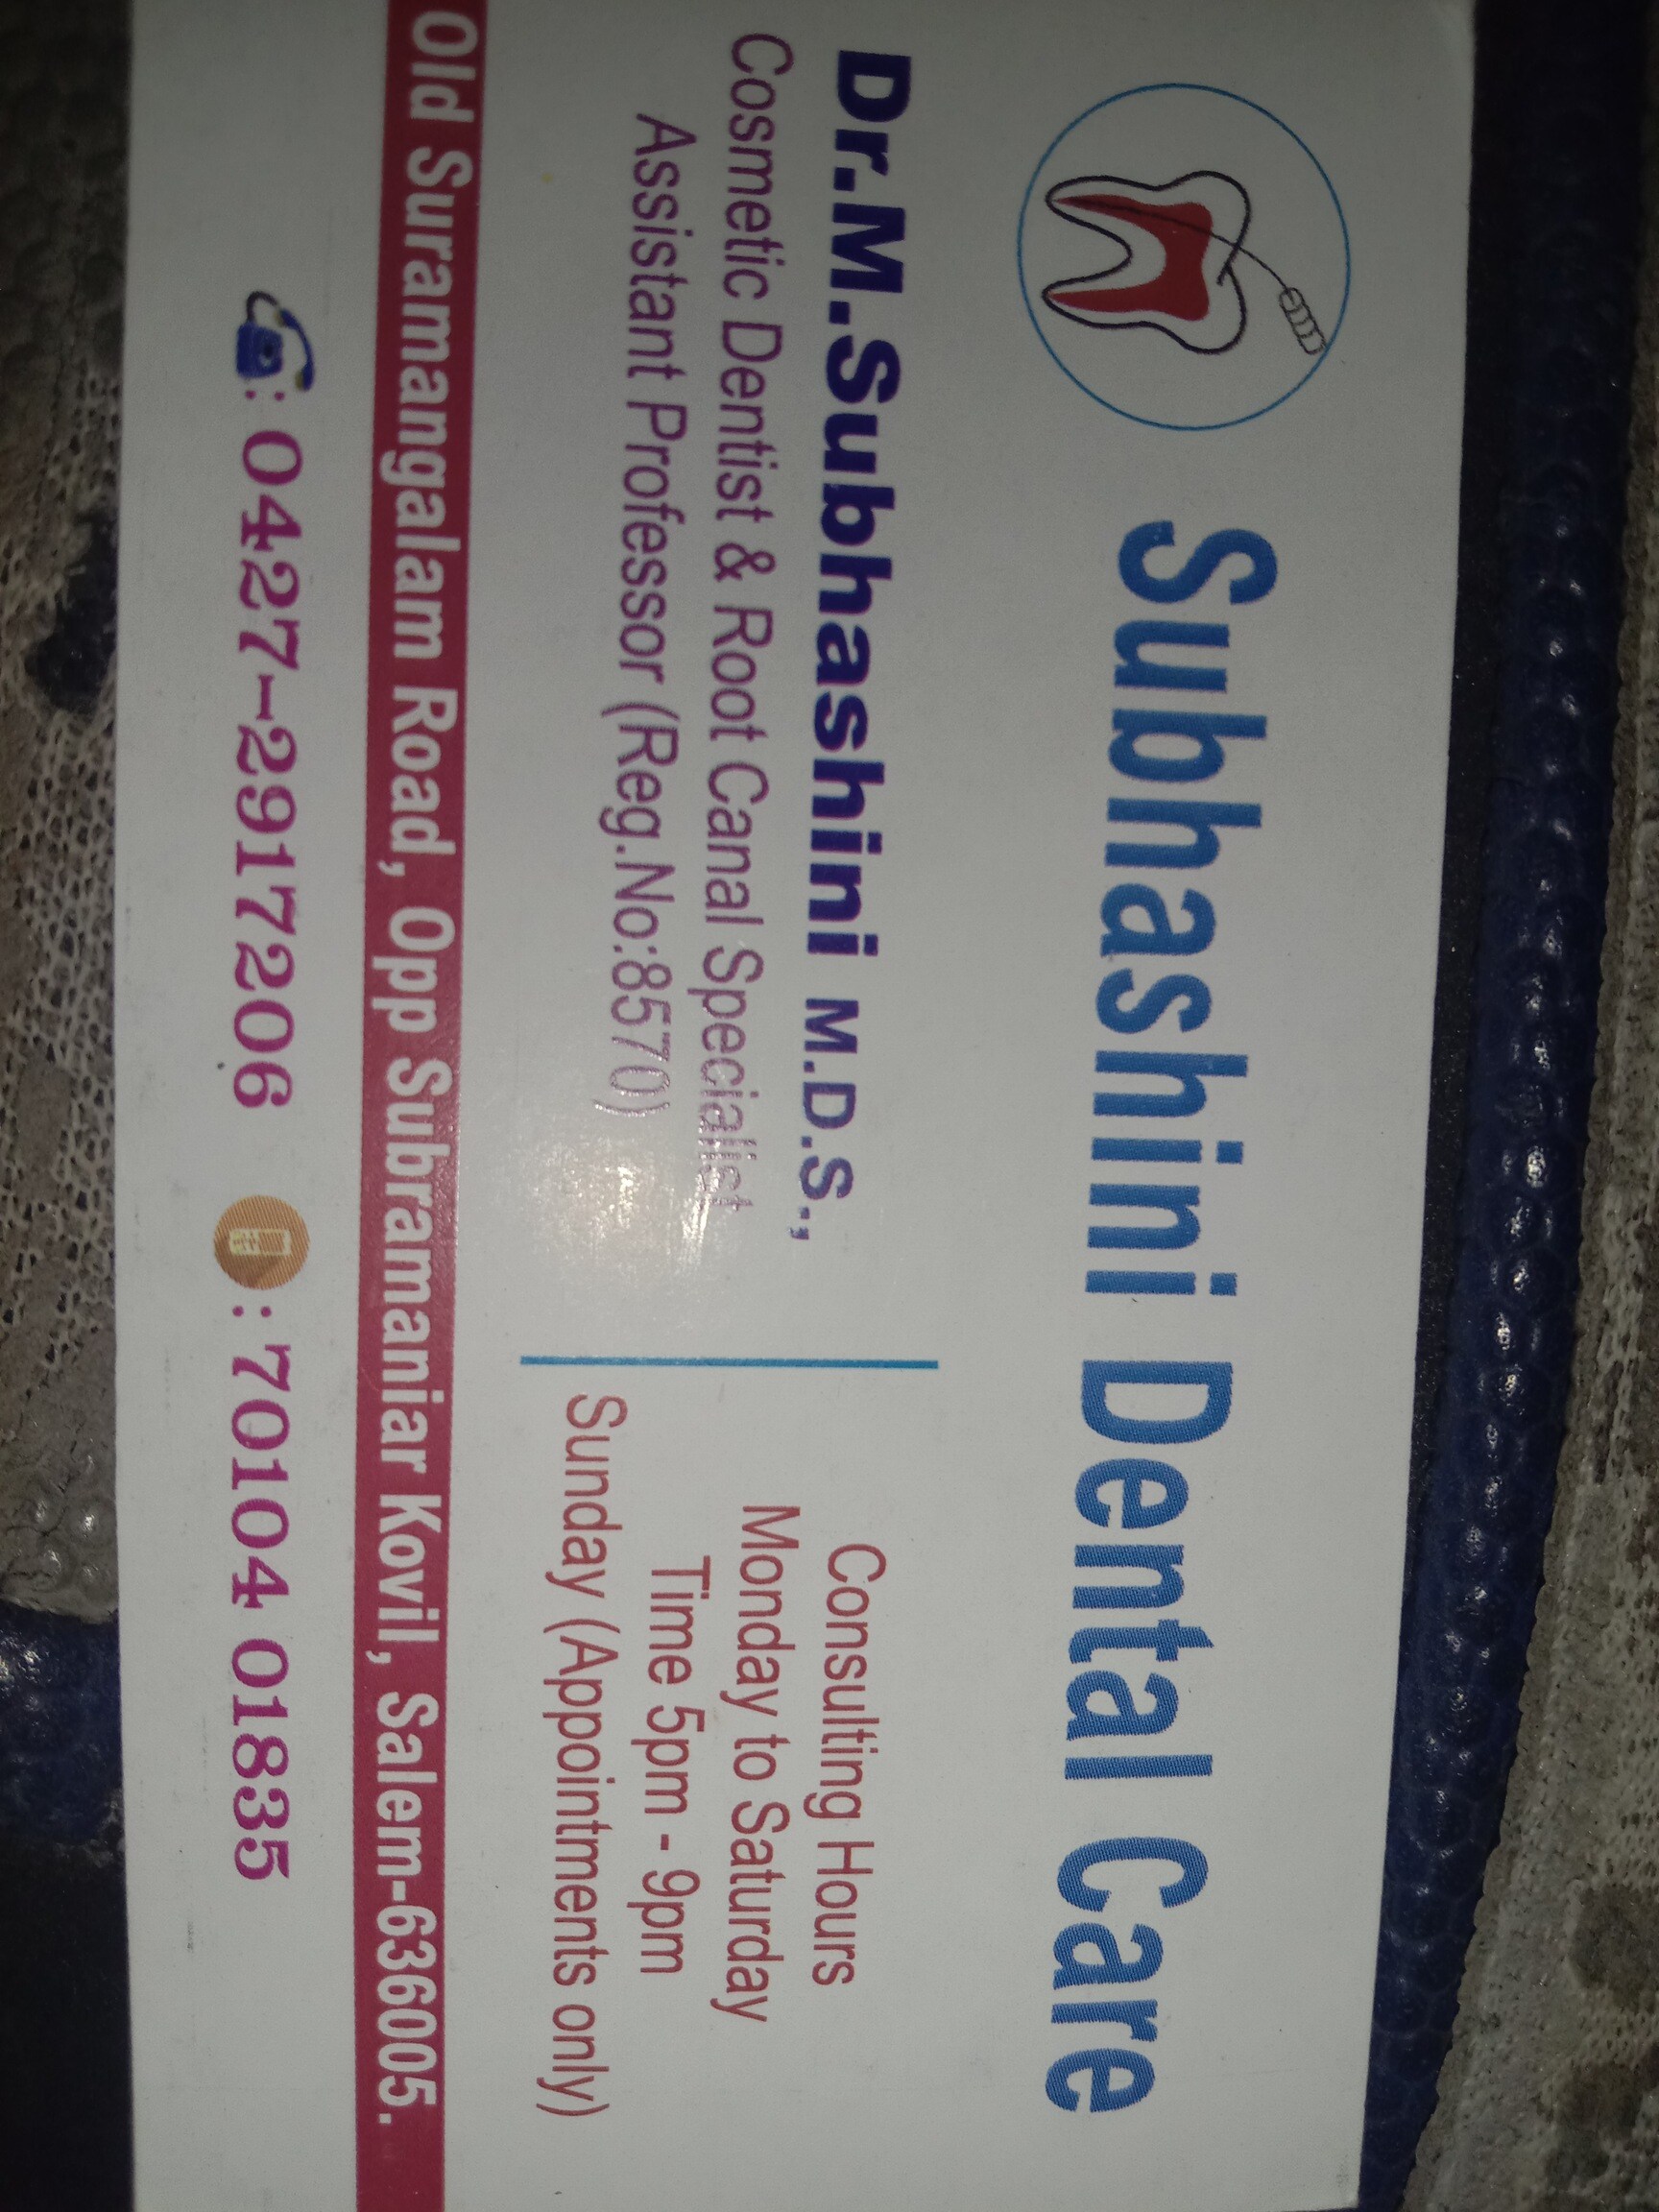 Subhashini Dental Care
Dr.M.Subhashini M.D.S.,
Cosmetic Dentist & Root Canal Specialist
Assistant Professor (Reg.No:8570)
Consulting Hours
Monday to Saturday
Time 5pm - 9pm
Sunday (Appointments only)
Old Suramangalam Road, Opp Subramaniar Kovil, Salem-636005.
: 0427-2917206 : 70104 01835